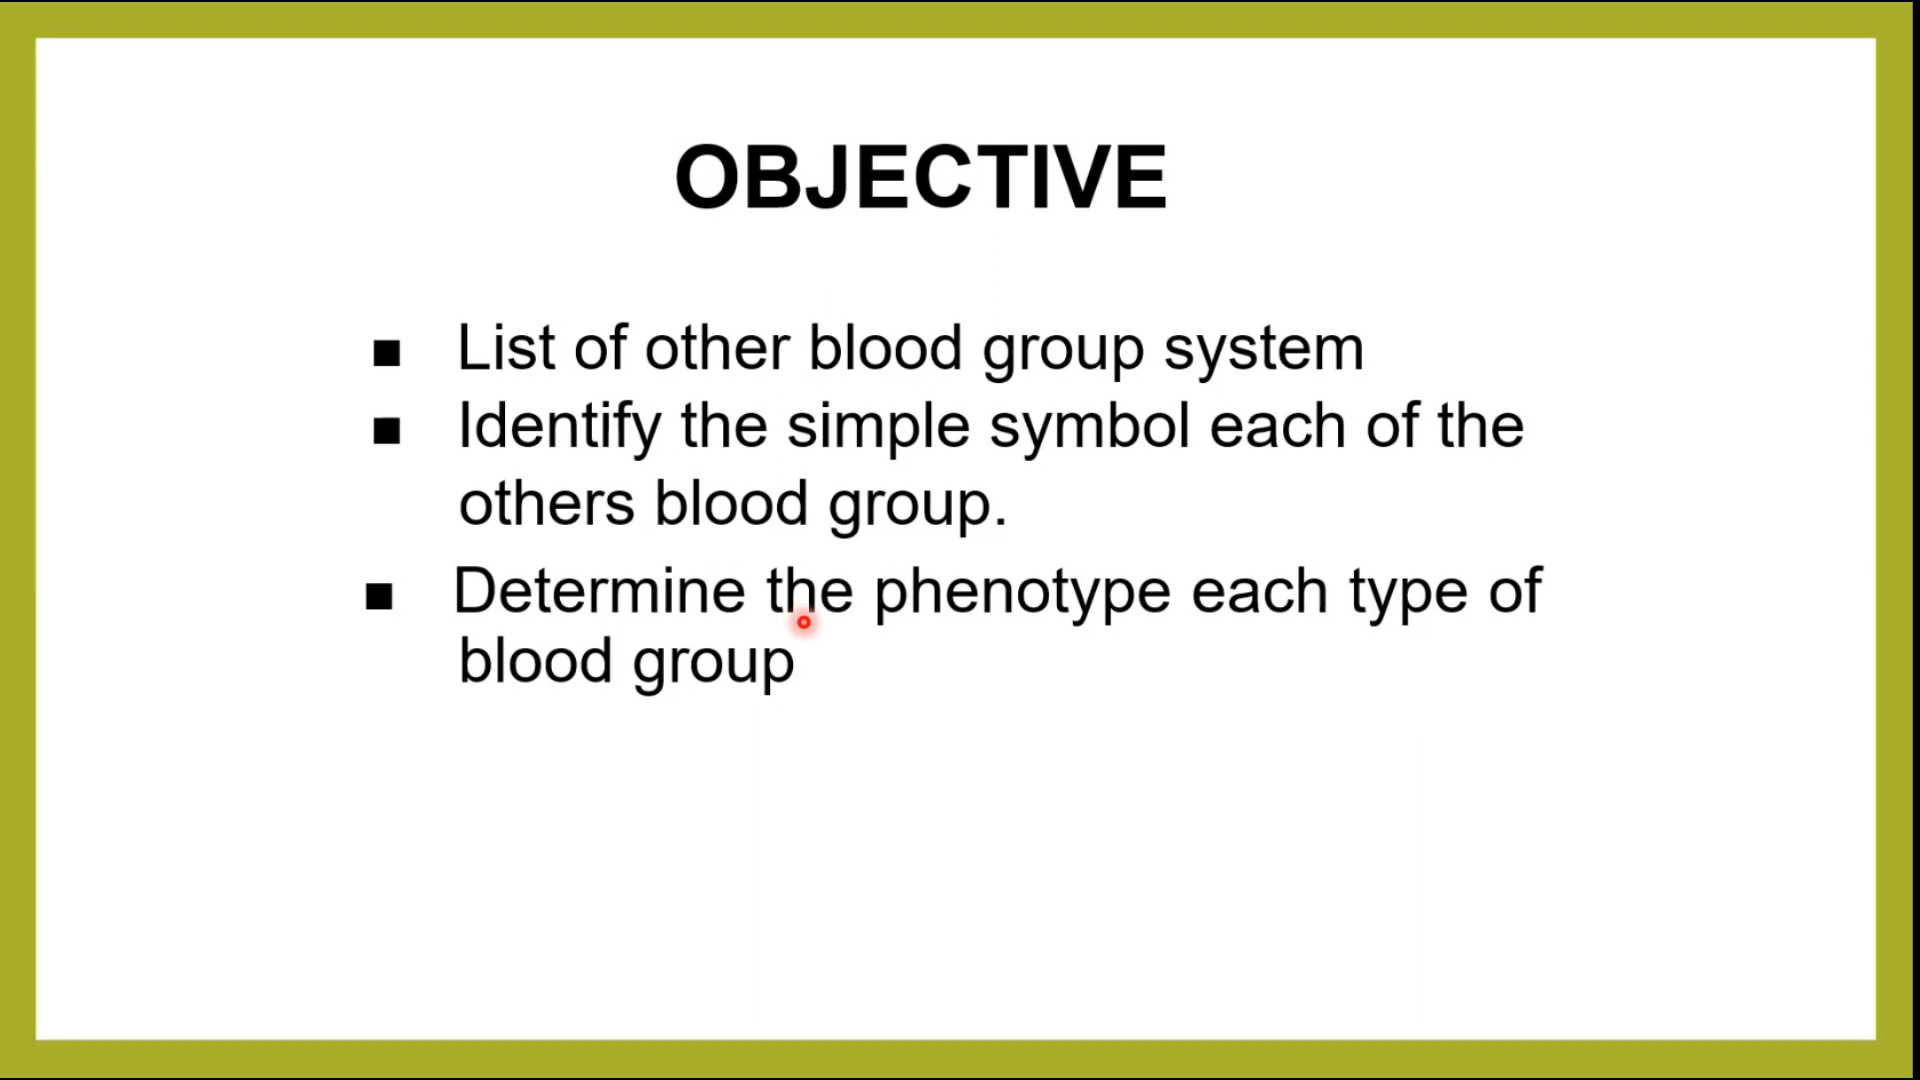 OBJECTIVE
■ List of other blood group system
■ Identify the simple symbol each of the
others blood group.
■ Determine the phenotype each type of
blood group